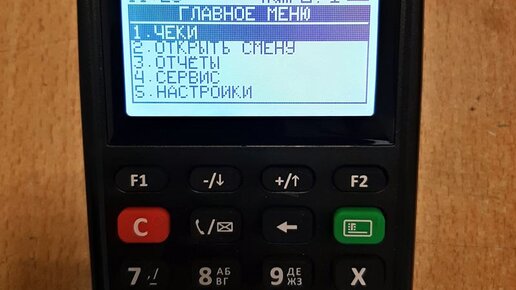 ГЛАВНОЕ МЕНЮ
1.ЧЕКИ
2.ОТКРЫТЬ СМЕНУ
3.ОТЧЁТЫ
4.СЕРВИС
5.НАСТРОЙКИ
F1 -/↓ +/↑ F2
C
7 ,/ 8 АБ ВГ 9 ДЕ ЖЗ X